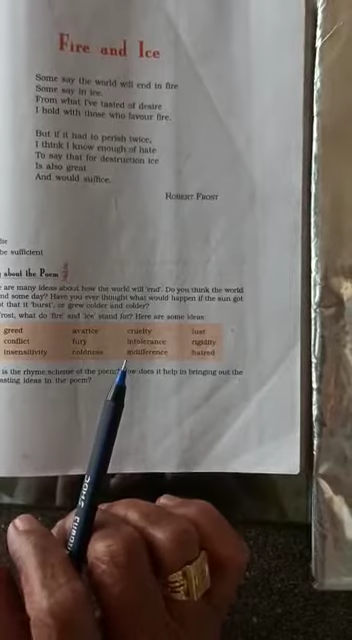 Fire and Ice
Some say the world will end in fire
Some say in ice.
From what I've tasted of desire
I hold with those who favour fire.
But if it had to perish twice,
I think I know enough of hate
To say that for destruction ice
Is also great
And would suffice.
ROBERT FROST
be sufficient
about the Poem
are many ideas about how the world will 'end'. Do you think the world
end some day? Have you ever thought what would happen if the sun got
that it 'burst', or grew colder and colder?
rost, what do 'fire' and 'ice' stand for? Here are some ideas:
greed avarice cruelty lust
conflict fury intolerance rigidity
insensitivity coldness indifference hatred
is the rhyme scheme of the poem? How does it help in bringing out the
asting ideas in the poem?